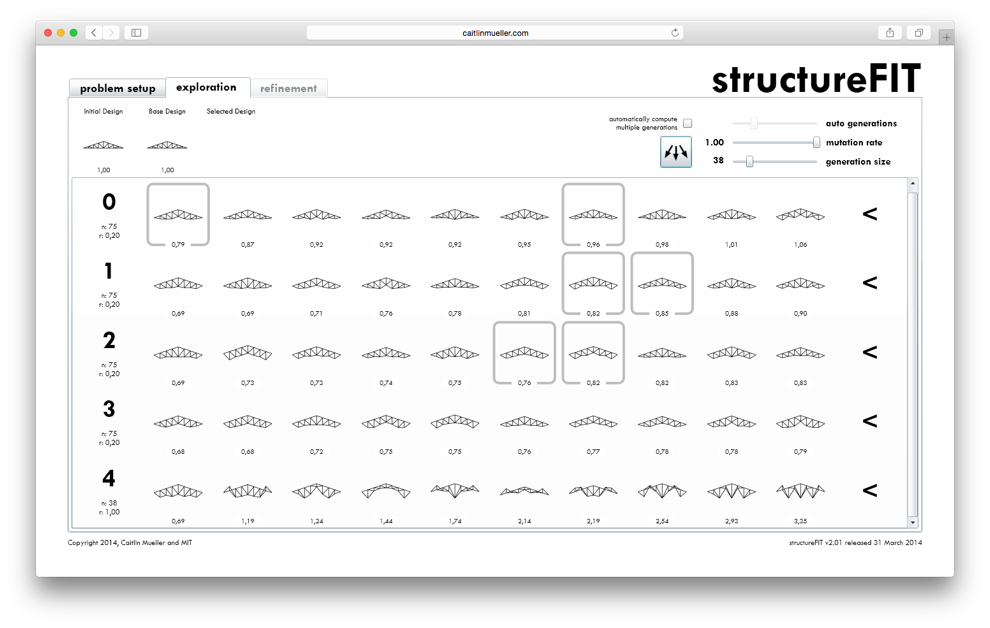 caitlinmueller.com
structureFIT
problem setup exploration refinement
Initial Design Base Design Selected Design
automatically compute
multiple generations
auto generations
1.00 mutation rate
38 generation size
1,00 1,00
0
n: 75
r: 0,20
0,79 0,87 0,92 0,92 0,92 0,95 0,96 0,98 1,01 1,06
<
1
n: 75
r: 0,20
0,69 0,69 0,71 0,76 0,78 0,81 0,82 0,85 0,88 0,90
<
2
n: 75
r: 0,20
0,69 0,73 0,73 0,74 0,75 0,76 0,82 0,82 0,83 0,83
<
3
n: 75
r: 0,20
0,68 0,68 0,72 0,75 0,75 0,76 0,77 0,78 0,78 0,79
<
4
n: 38
r: 1,00
0,69 1,19 1,24 1,44 1,74 2,14 2,19 2,54 2,93 3,35
<
Copyright 2014, Caitlin Mueller and MIT
structureFIT v2.01 released 31 March 2014